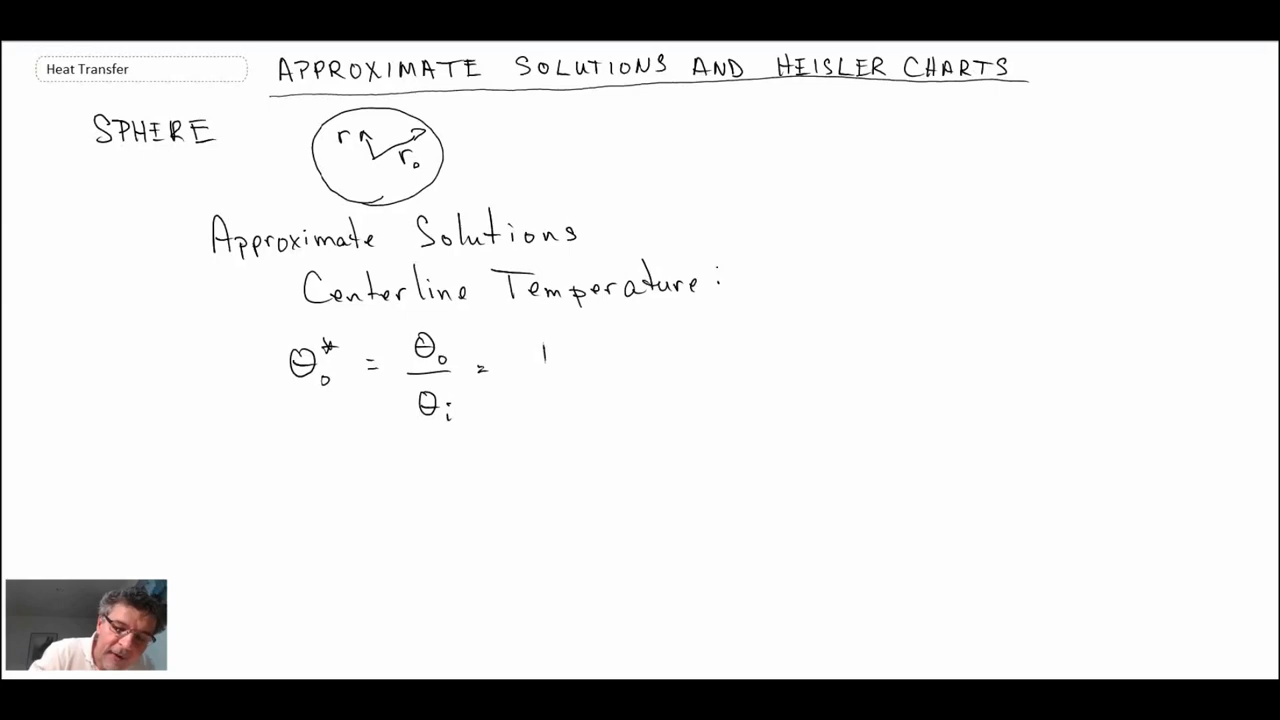 Heat Transfer
APPROXIMATE SOLUTIONS AND HEISLER CHARTS
SPHERE
r r₀
Approximate Solutions
Centerline Temperature:
θ₀* = θ₀/θᵢ =